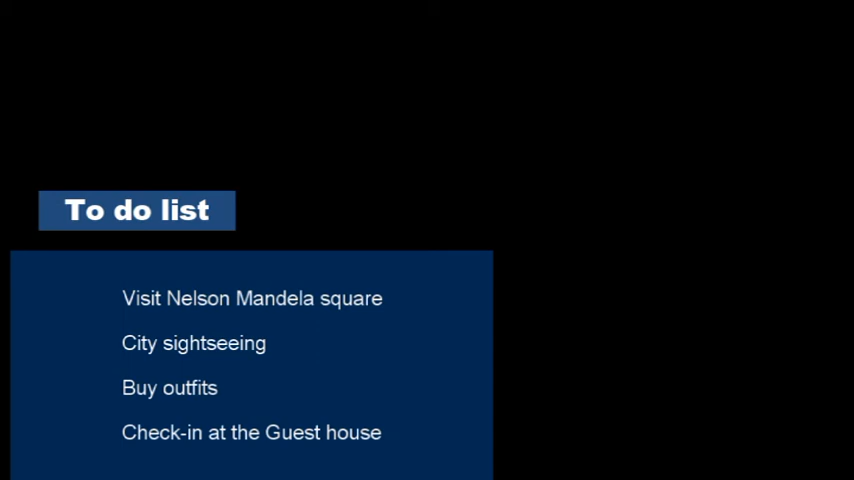 To do list
Visit Nelson Mandela square
City sightseeing
Buy outfits
Check-in at the Guest house